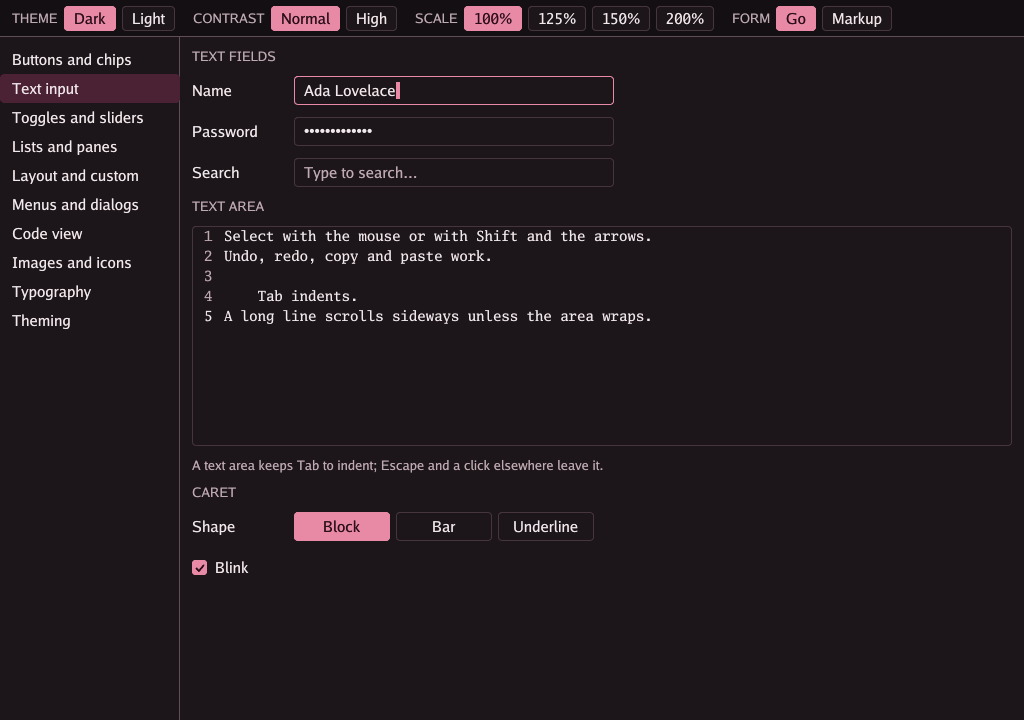 THEME Dark Light CONTRAST Normal High SCALE 100% 125% 150% 200% FORM Go Markup
Buttons and chips
Text input
Toggles and sliders
Lists and panes
Layout and custom
Menus and dialogs
Code view
Images and icons
Typography
Theming
TEXT FIELDS
Name Ada Lovelace
Password •••••••••••••
Search Type to search...
TEXT AREA
1 Select with the mouse or with Shift and the arrows.
2 Undo, redo, copy and paste work.
3
4     Tab indents.
5 A long line scrolls sideways unless the area wraps.
A text area keeps Tab to indent; Escape and a click elsewhere leave it.
CARET
Shape Block Bar Underline
Blink